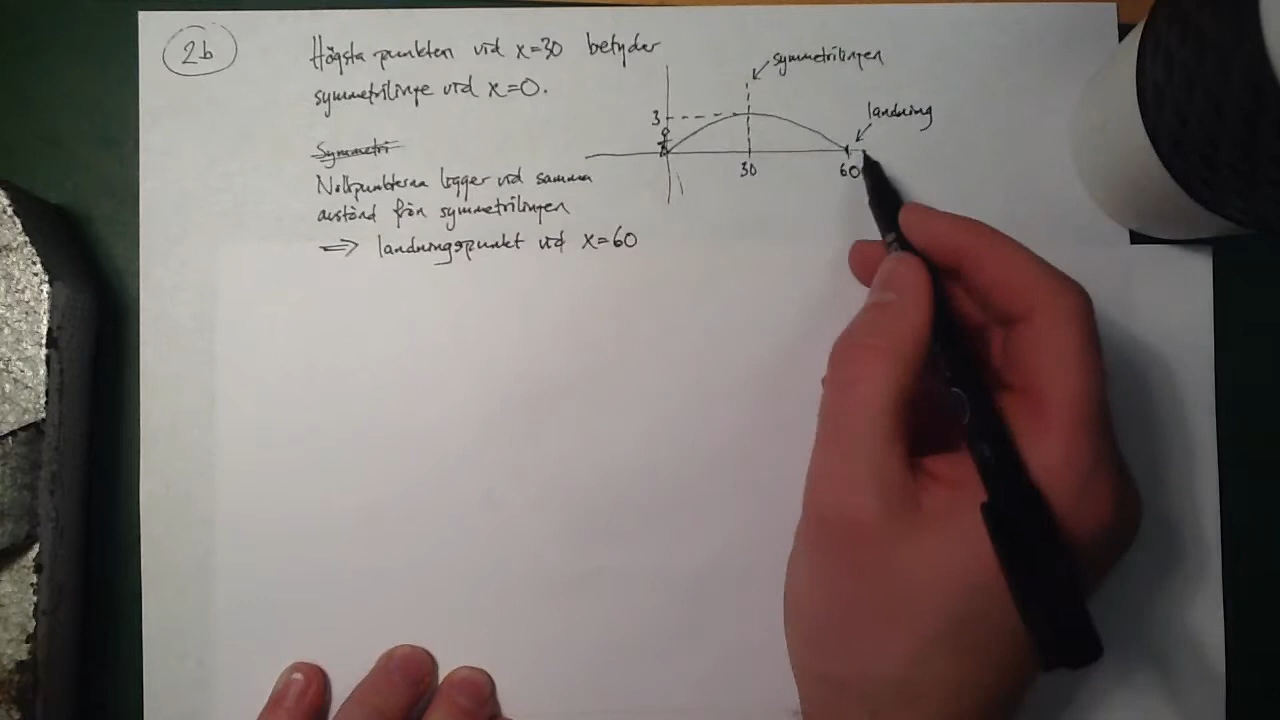 2b
Högsta punkten vid x=30 betyder
symmetrilinje vid x=0.
Symmetri
Nollpunkterna ligger vid samma
avstånd från symmetrilinjen
⇒ landningspunkt vid x=60
symmetrilinjen
landning
3
30
60